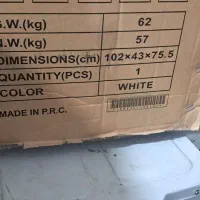 G.W.(kg) 62
N.W.(kg) 57
DIMENSIONS(cm) 102×43×75.5
QUANTITY(PCS) 1
COLOR WHITE
MADE IN P.R.C.